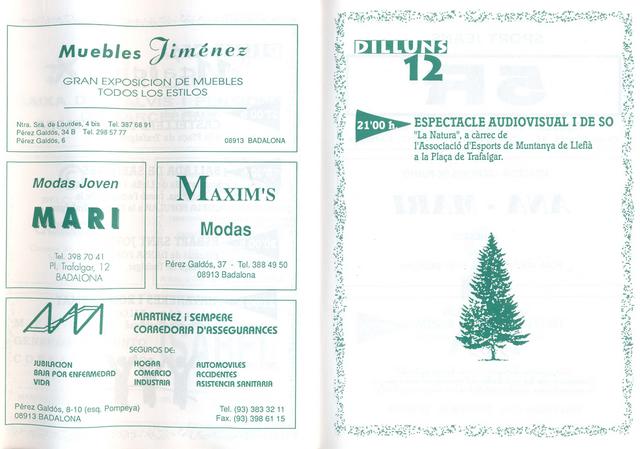 Muebles Jiménez
GRAN EXPOSICION DE MUEBLES
TODOS LOS ESTILOS
Ntra. Sra. de Lourdes, 4 bis Tel. 387 68 91
Pérez Galdós, 34 B Tel. 298 57 77
Pérez Galdós, 6 08913 BADALONA
Modas Joven
MARI
Tel. 398 70 41
Pl. Trafalgar, 12
BADALONA
MAXIM'S
Modas
Pérez Galdós, 37 - Tel. 388 49 50
08913 Badalona
MARTINEZ i SEMPERE
CORREDORIA D'ASSEGURANCES
SEGUROS DE:
JUBILACION
BAJA POR ENFERMEDAD
VIDA
HOGAR
COMERCIO
INDUSTRIA
AUTOMOVILES
ACCIDENTES
ASISTENCIA SANITARIA
Pérez Galdós, 8-10 (esq. Pompeya)
08913 BADALONA
Tel. (93) 383 32 11
Fax. (93) 398 61 15
DILLUNS
12
21'00 h.
ESPECTACLE AUDIOVISUAL I DE SO
"La Natura", a càrrec de
l'Associació d'Esports de Muntanya de Llefià
a la Plaça de Trafalgar.